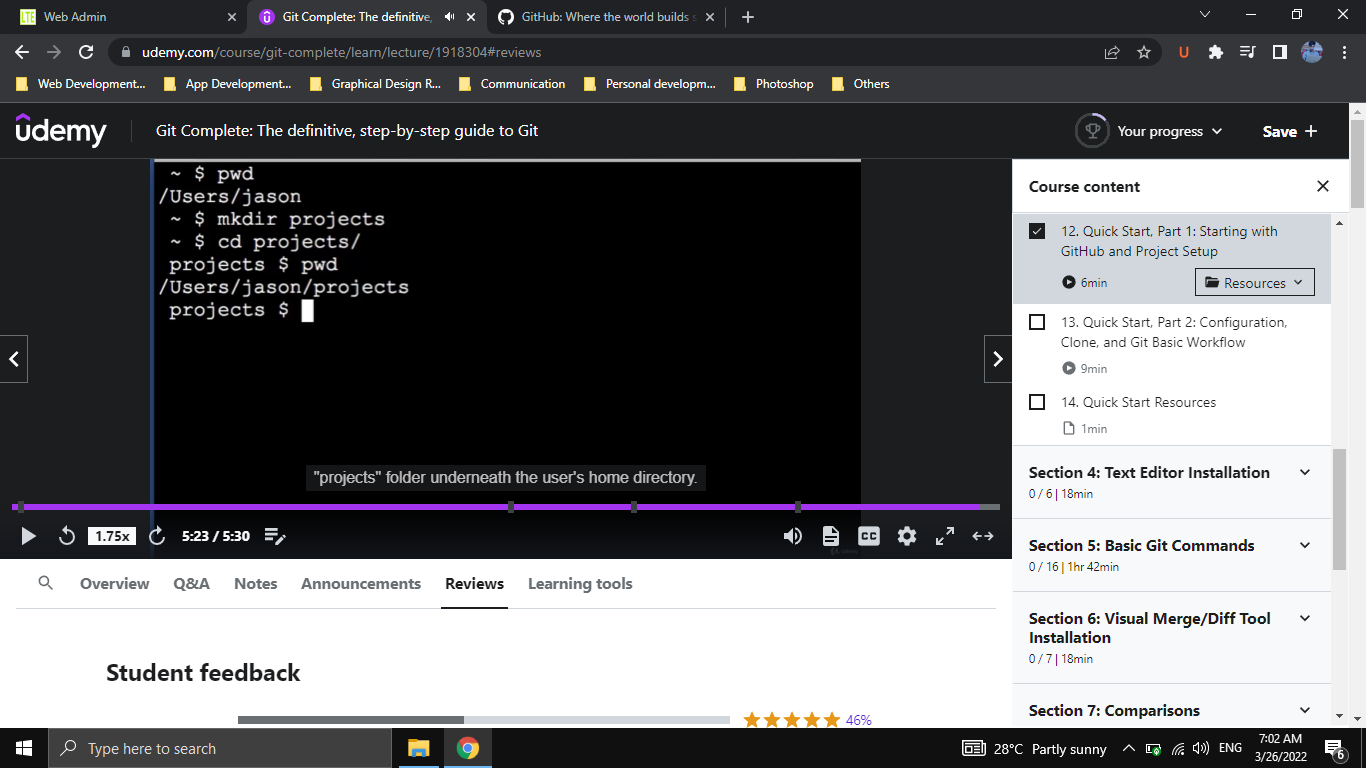 LTE
Web Admin
Git Complete: The definitive,
GitHub: Where the world builds s
udemy.com/course/git-complete/learn/lecture/1918304#reviews
U
Web Development...
App Development...
Graphical Design R...
Communication
Personal developm...
Photoshop
Others
udemy
Git Complete: The definitive, step-by-step guide to Git
Your progress
Save +
~ $ pwd
/Users/jason
~ $ mkdir projects
~ $ cd projects/
projects $ pwd
/Users/jason/projects
projects $
"projects" folder underneath the user's home directory.
1.75x
5:23 / 5:30
CC
Course content
12. Quick Start, Part 1: Starting with
GitHub and Project Setup
6min
Resources
13. Quick Start, Part 2: Configuration,
Clone, and Git Basic Workflow
9min
14. Quick Start Resources
1min
Section 4: Text Editor Installation
0 / 6 | 18min
Section 5: Basic Git Commands
0 / 16 | 1hr 42min
Section 6: Visual Merge/Diff Tool
Installation
0 / 7 | 18min
Section 7: Comparisons
Overview
Q&A
Notes
Announcements
Reviews
Learning tools
Student feedback
46%
Type here to search
28°C Partly sunny
ENG
7:02 AM
3/26/2022
6